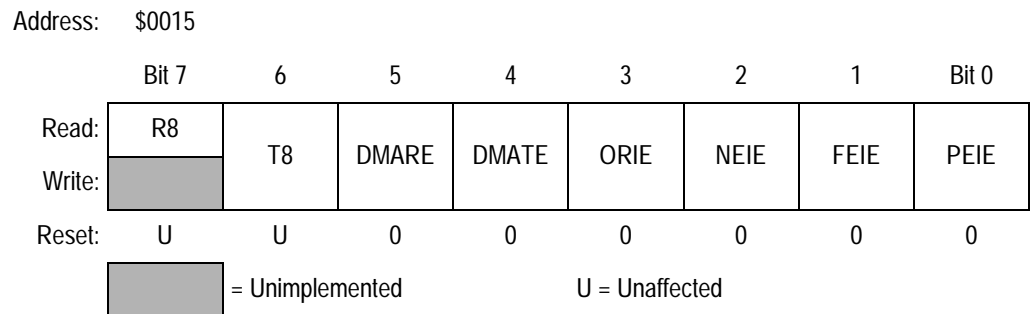 Address: $0015
Bit 7 6 5 4 3 2 1 Bit 0
Read: R8 T8 DMARE DMATE ORIE NEIE FEIE PEIE
Write:
Reset: U U 0 0 0 0 0 0
= Unimplemented U = Unaffected